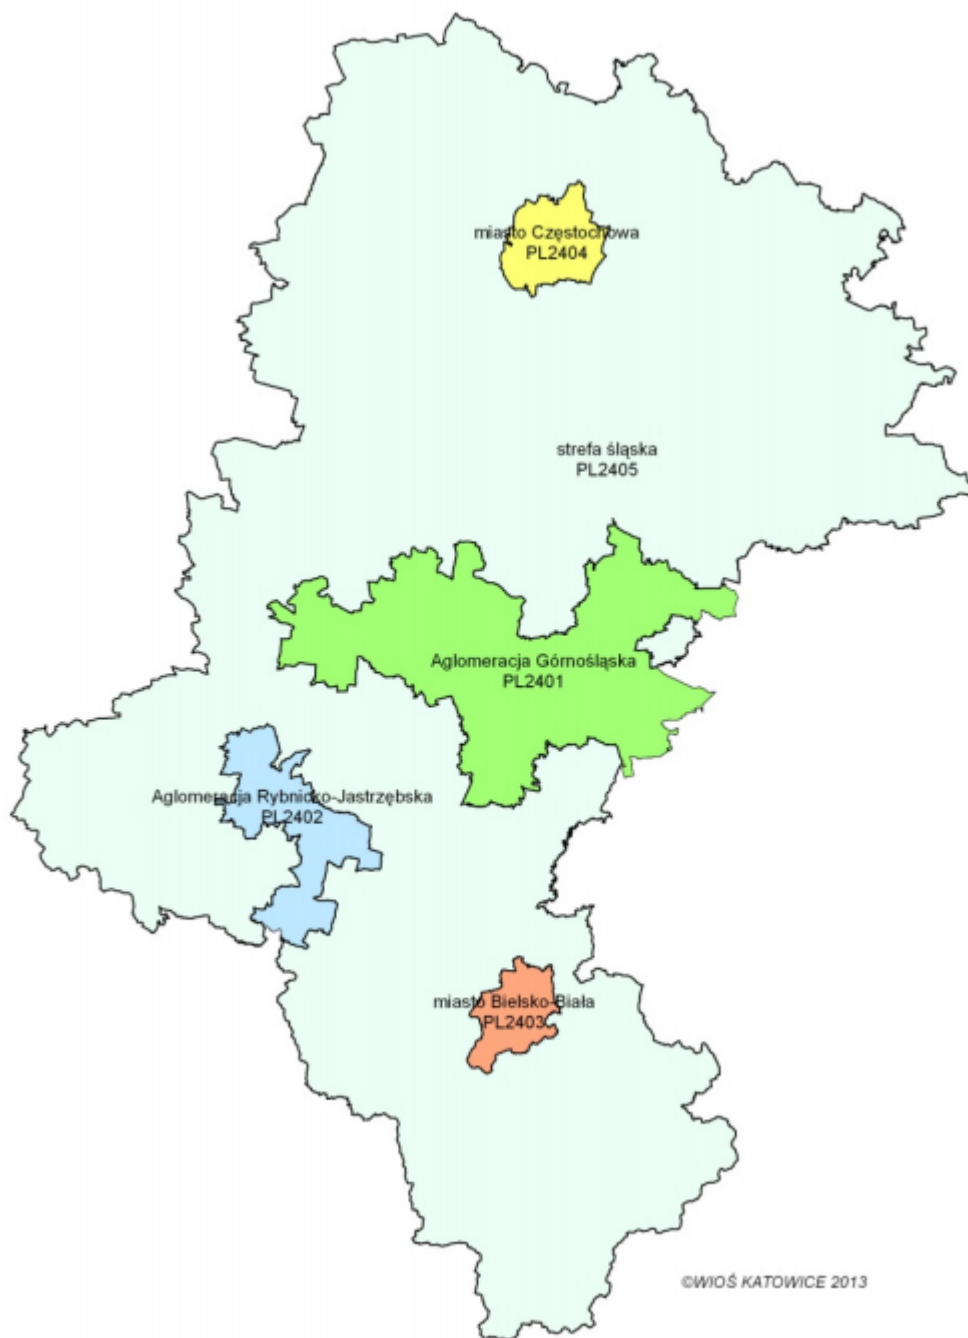 miasto Częstochowa
PL2404
strefa śląska
PL2405
Aglomeracja Górnośląska
PL2401
Aglomeracja Rybnicko-Jastrzębska
PL2402
miasto Bielsko-Biała
PL2403
©WIOŚ KATOWICE 2013